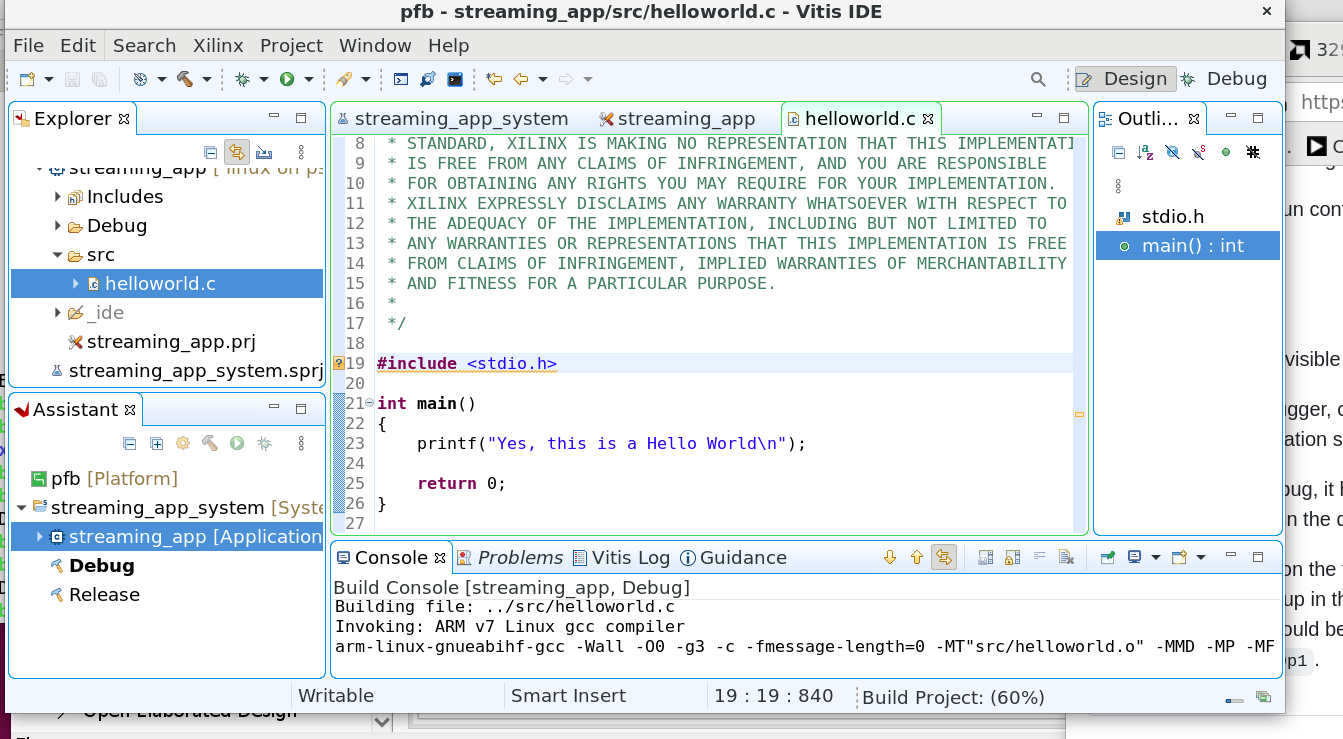 pfb - streaming_app/src/helloworld.c - Vitis IDE
File Edit Search Xilinx Project Window Help
Design Debug
329
https
Explorer
streaming_app
Includes
Debug
src
helloworld.c
_ide
streaming_app.prj
streaming_app_system.sprj
Assistant
pfb [Platform]
streaming_app_system [Syste
streaming_app [Application
Debug
Release
streaming_app_system streaming_app helloworld.c
8 * STANDARD, XILINX IS MAKING NO REPRESENTATION THAT THIS IMPLEMENTATI
9 * IS FREE FROM ANY CLAIMS OF INFRINGEMENT, AND YOU ARE RESPONSIBLE
10 * FOR OBTAINING ANY RIGHTS YOU MAY REQUIRE FOR YOUR IMPLEMENTATION.
11 * XILINX EXPRESSLY DISCLAIMS ANY WARRANTY WHATSOEVER WITH RESPECT TO
12 * THE ADEQUACY OF THE IMPLEMENTATION, INCLUDING BUT NOT LIMITED TO
13 * ANY WARRANTIES OR REPRESENTATIONS THAT THIS IMPLEMENTATION IS FREE
14 * FROM CLAIMS OF INFRINGEMENT, IMPLIED WARRANTIES OF MERCHANTABILITY
15 * AND FITNESS FOR A PARTICULAR PURPOSE.
16 *
17 */
18
19 #include <stdio.h>
20
21 int main()
22 {
23 printf("Yes, this is a Hello World\n");
24
25 return 0;
26 }
27
Outli...
stdio.h
main() : int
Console Problems Vitis Log Guidance
Build Console [streaming_app, Debug]
Building file: ../src/helloworld.c
Invoking: ARM v7 Linux gcc compiler
arm-linux-gnueabihf-gcc -Wall -O0 -g3 -c -fmessage-length=0 -MT"src/helloworld.o" -MMD -MP -MF
Writable Smart Insert 19 : 19 : 840 Build Project: (60%)